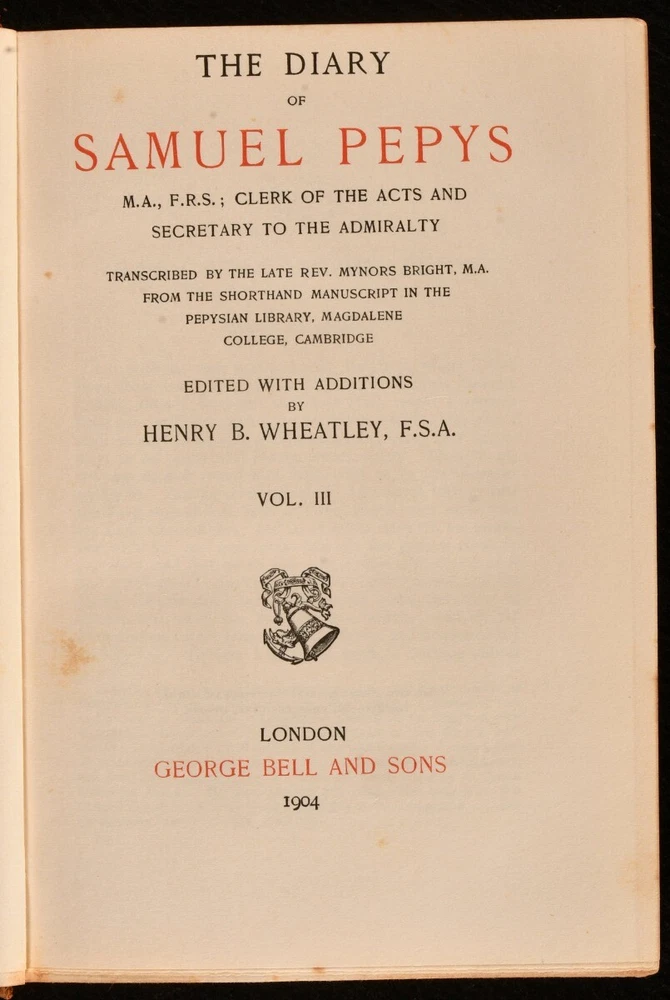 THE DIARY
OF
SAMUEL PEPYS
M.A., F.R.S.; CLERK OF THE ACTS AND
SECRETARY TO THE ADMIRALTY
TRANSCRIBED BY THE LATE REV. MYNORS BRIGHT, M.A.
FROM THE SHORTHAND MANUSCRIPT IN THE
PEPYSIAN LIBRARY, MAGDALENE
COLLEGE, CAMBRIDGE
EDITED WITH ADDITIONS
BY
HENRY B. WHEATLEY, F.S.A.
VOL. III
LONDON
GEORGE BELL AND SONS
1904